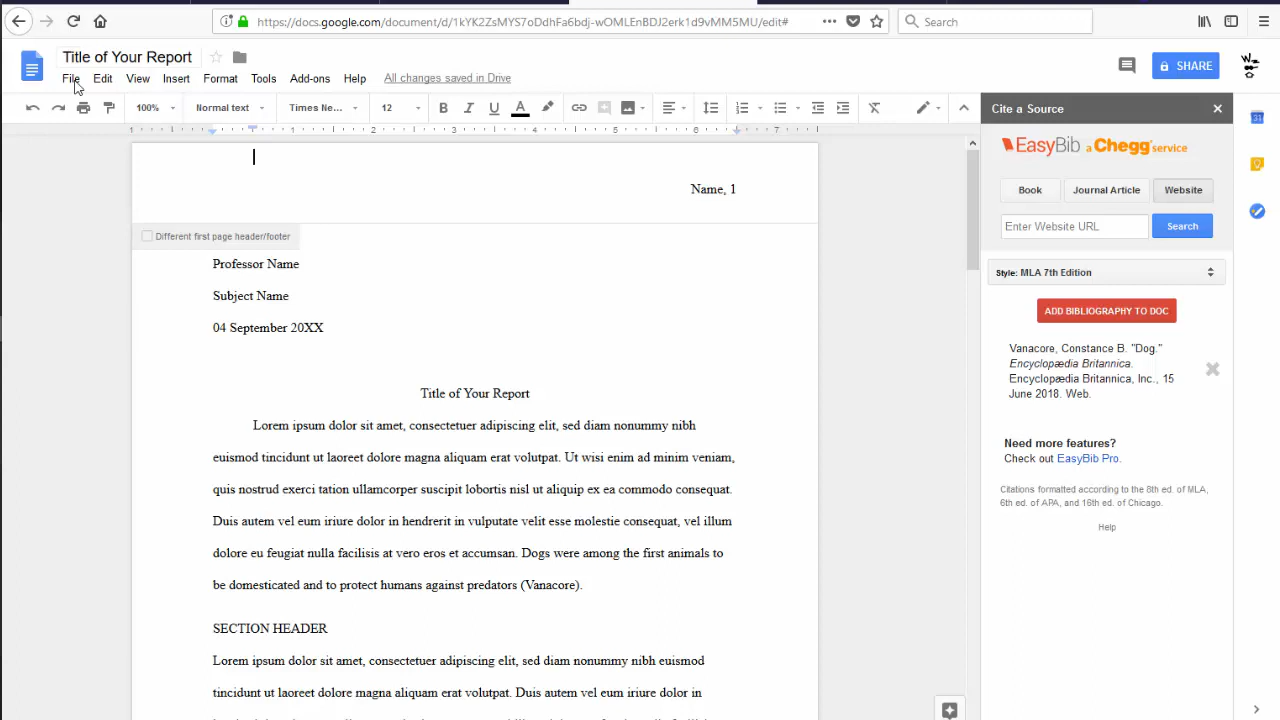 https://docs.google.com/document/d/1kYK2ZsMYS7oDdhFa6bdj-wOMLEnBDJ2erk1d9vMM5MU/edit#
Search
Title of Your Report
File Edit View Insert Format Tools Add-ons Help All changes saved in Drive
SHARE
100% Normal text Times Ne... 12 B I U A
1 1 2 3 4 5 6 7
Name, 1
Different first page header/footer
Professor Name
Subject Name
04 September 20XX
Title of Your Report
Lorem ipsum dolor sit amet, consectetuer adipiscing elit, sed diam nonummy nibh
euismod tincidunt ut laoreet dolore magna aliquam erat volutpat. Ut wisi enim ad minim veniam,
quis nostrud exerci tation ullamcorper suscipit lobortis nisl ut aliquip ex ea commodo consequat.
Duis autem vel eum iriure dolor in hendrerit in vulputate velit esse molestie consequat, vel illum
dolore eu feugiat nulla facilisis at vero eros et accumsan. Dogs were among the first animals to
be domesticated and to protect humans against predators (Vanacore).
SECTION HEADER
Lorem ipsum dolor sit amet, consectetuer adipiscing elit, sed diam nonummy nibh euismod
tincidunt ut laoreet dolore magna aliquam erat volutpat. Duis autem vel eum iriure dolor in
Cite a Source
EasyBib a Chegg service
Book Journal Article Website
Enter Website URL Search
Style: MLA 7th Edition
ADD BIBLIOGRAPHY TO DOC
Vanacore, Constance B. "Dog."
Encyclopædia Britannica.
Encyclopædia Britannica, Inc., 15
June 2018. Web.
Need more features?
Check out EasyBib Pro.
Citations formatted according to the 8th ed. of MLA,
6th ed. of APA, and 16th ed. of Chicago.
Help
31